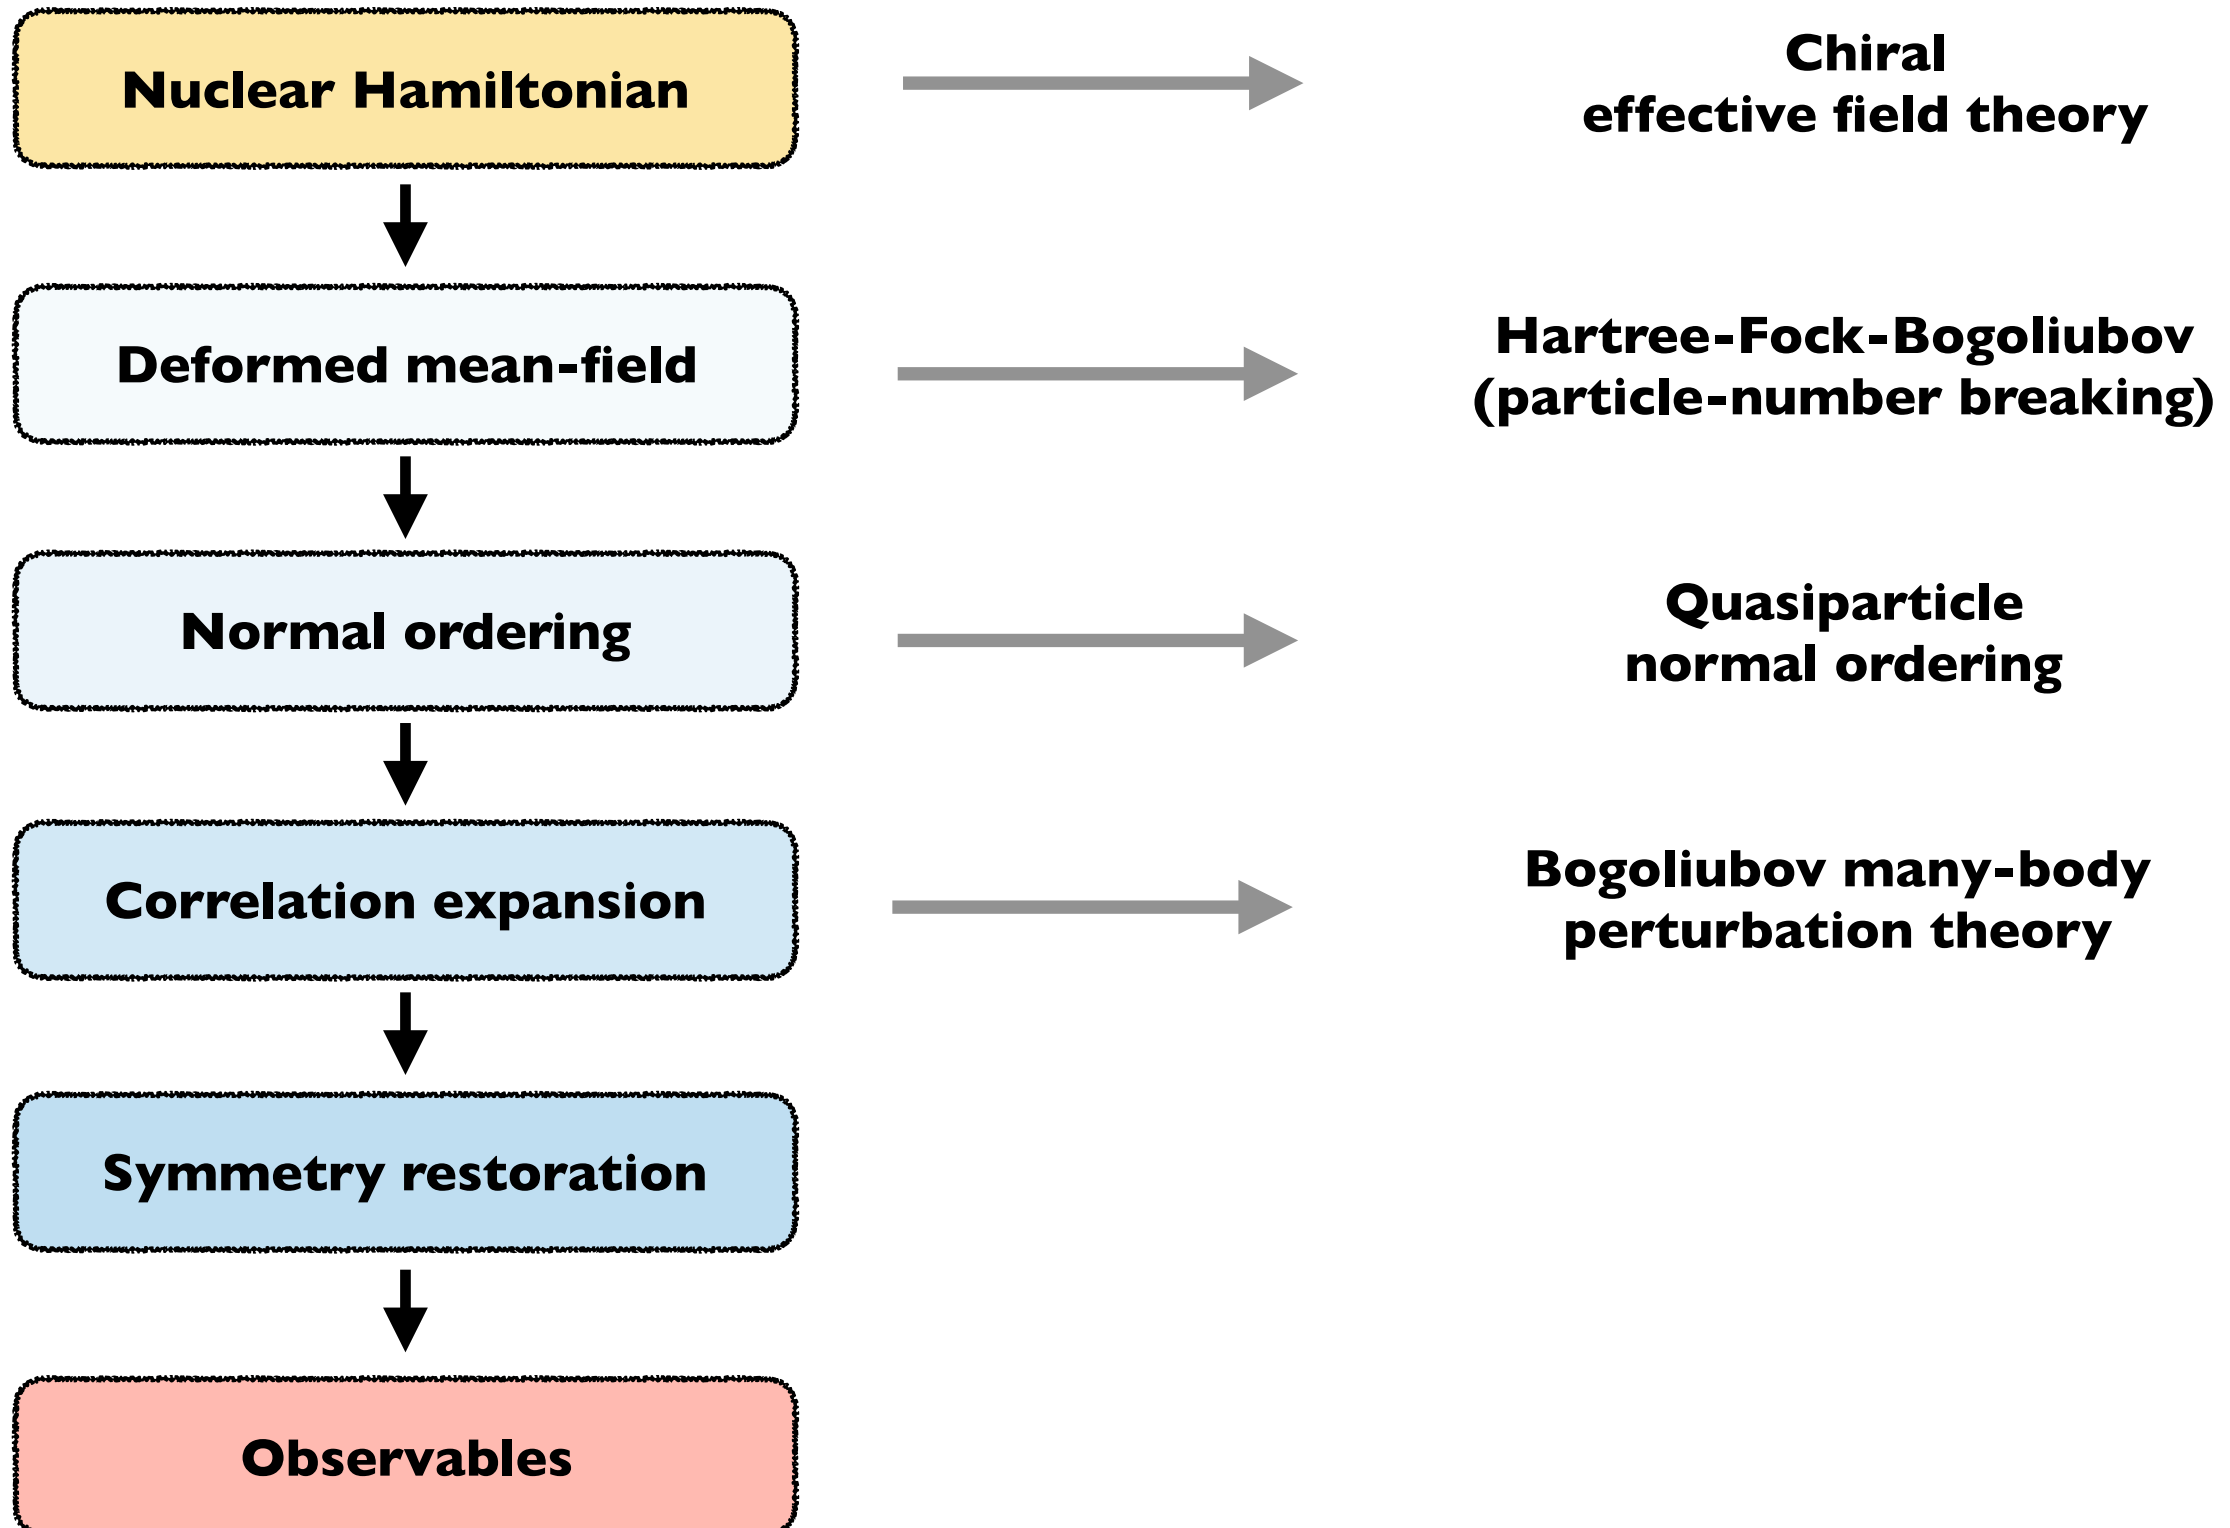 Nuclear Hamiltonian
Chiral
effective field theory
Deformed mean-field
Hartree-Fock-Bogoliubov
(particle-number breaking)
Normal ordering
Quasiparticle
normal ordering
Correlation expansion
Bogoliubov many-body
perturbation theory
Symmetry restoration
Observables